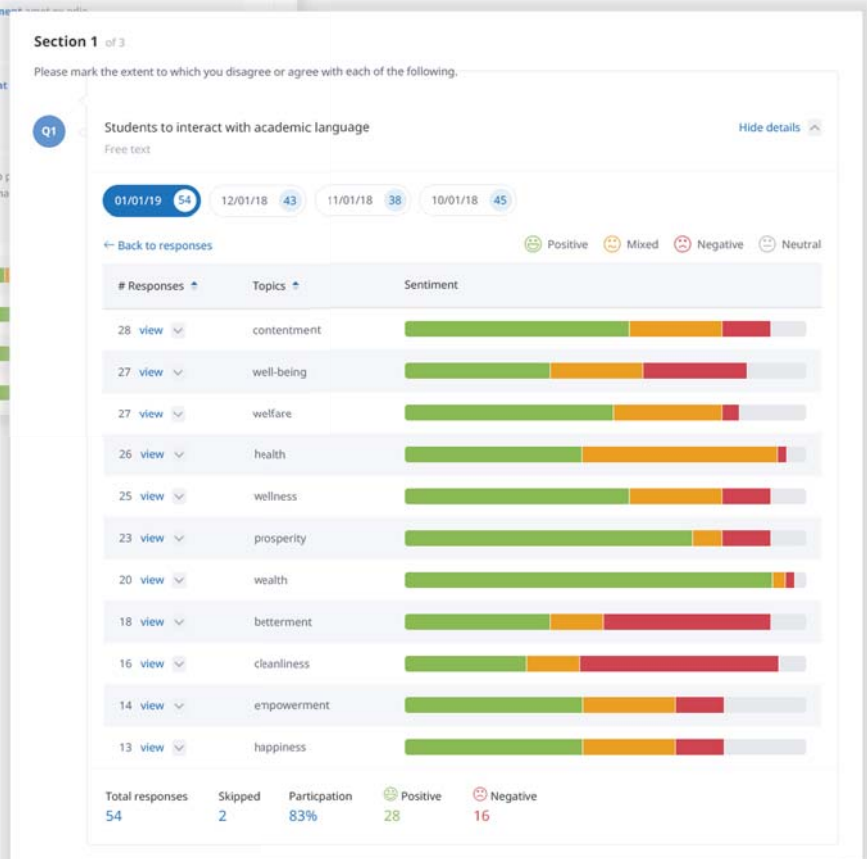 Section 1 of 3
Please mark the extent to which you disagree or agree with each of the following.
Q1
Students to interact with academic language
Hide details
Free text
01/01/19 54
12/01/18 43
11/01/18 38
10/01/18 45
← Back to responses
Positive
Mixed
Negative
Neutral
# Responses
Topics
Sentiment
28 view contentment
27 view well-being
27 view welfare
26 view health
25 view wellness
23 view prosperity
20 view wealth
18 view betterment
16 view cleanliness
14 view empowerment
13 view happiness
Total responses Skipped Particpation Positive Negative
54 2 83% 28 16